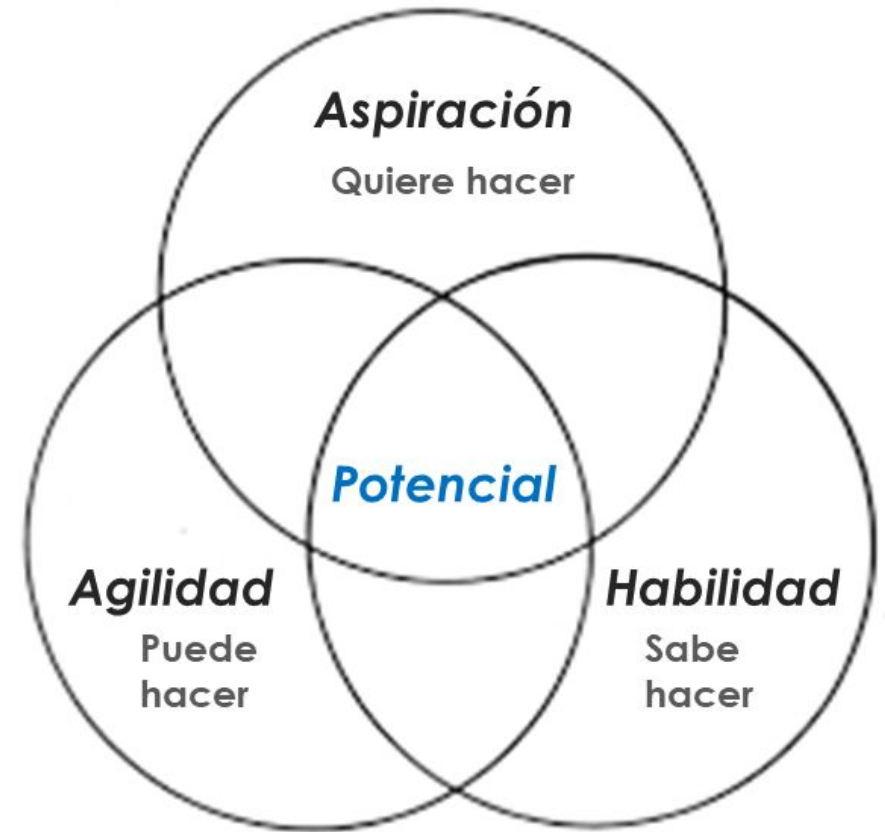 Aspiración
Quiere hacer
Potencial
Agilidad
Puede
hacer
Habilidad
Sabe
hacer